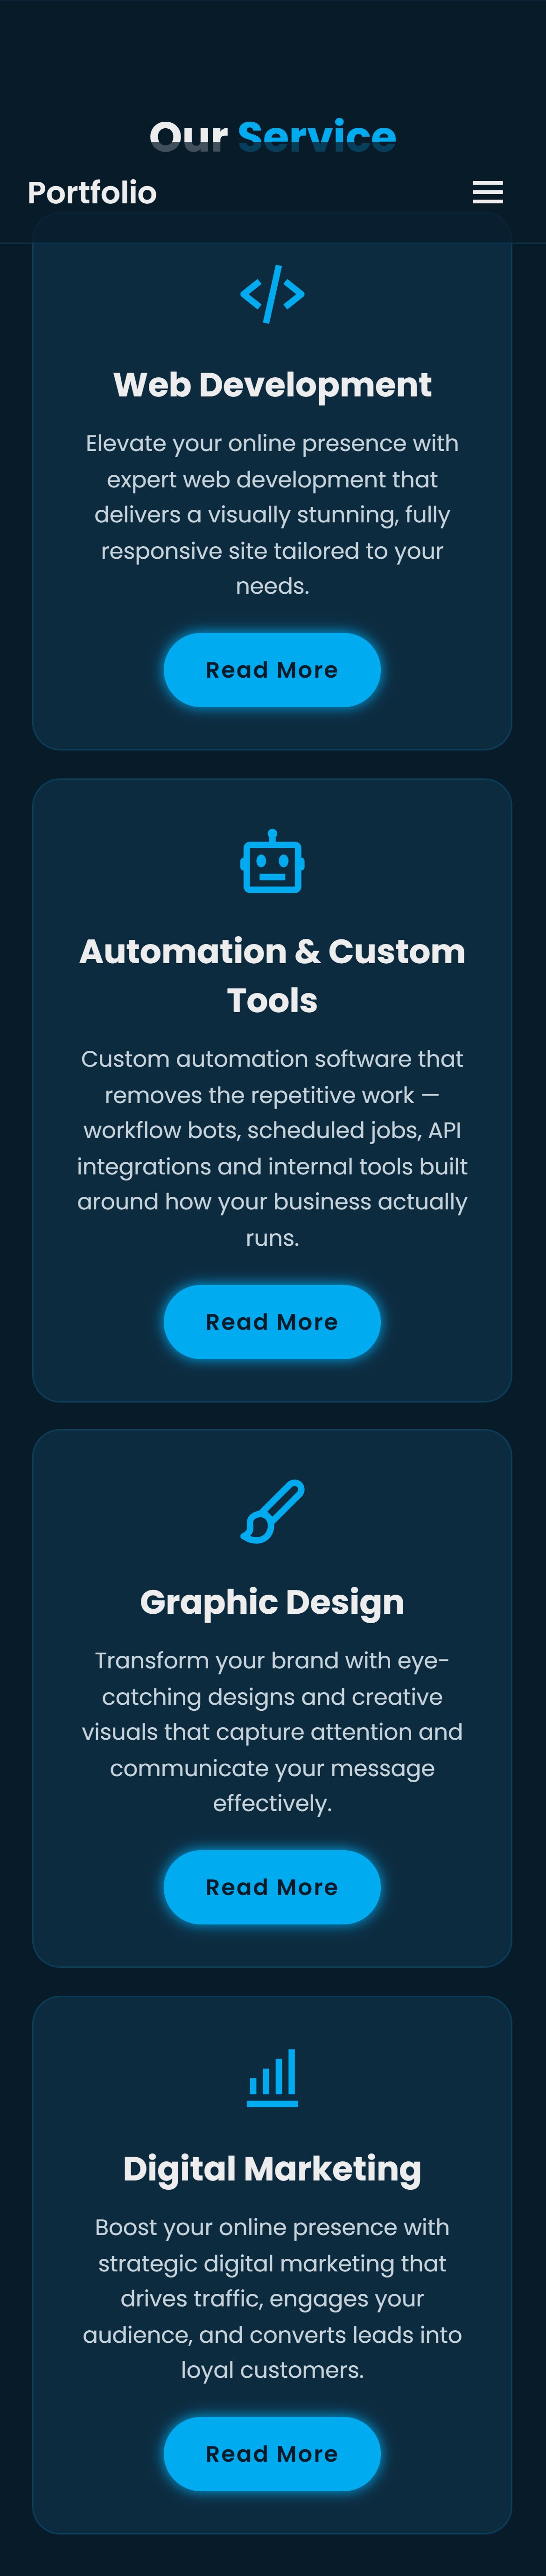 Our Service
Portfolio
Web Development
Elevate your online presence with
expert web development that
delivers a visually stunning, fully
responsive site tailored to your
needs.
Read More
Automation & Custom
Tools
Custom automation software that
removes the repetitive work —
workflow bots, scheduled jobs, API
integrations and internal tools built
around how your business actually
runs.
Read More
Graphic Design
Transform your brand with eye-
catching designs and creative
visuals that capture attention and
communicate your message
effectively.
Read More
Digital Marketing
Boost your online presence with
strategic digital marketing that
drives traffic, engages your
audience, and converts leads into
loyal customers.
Read More